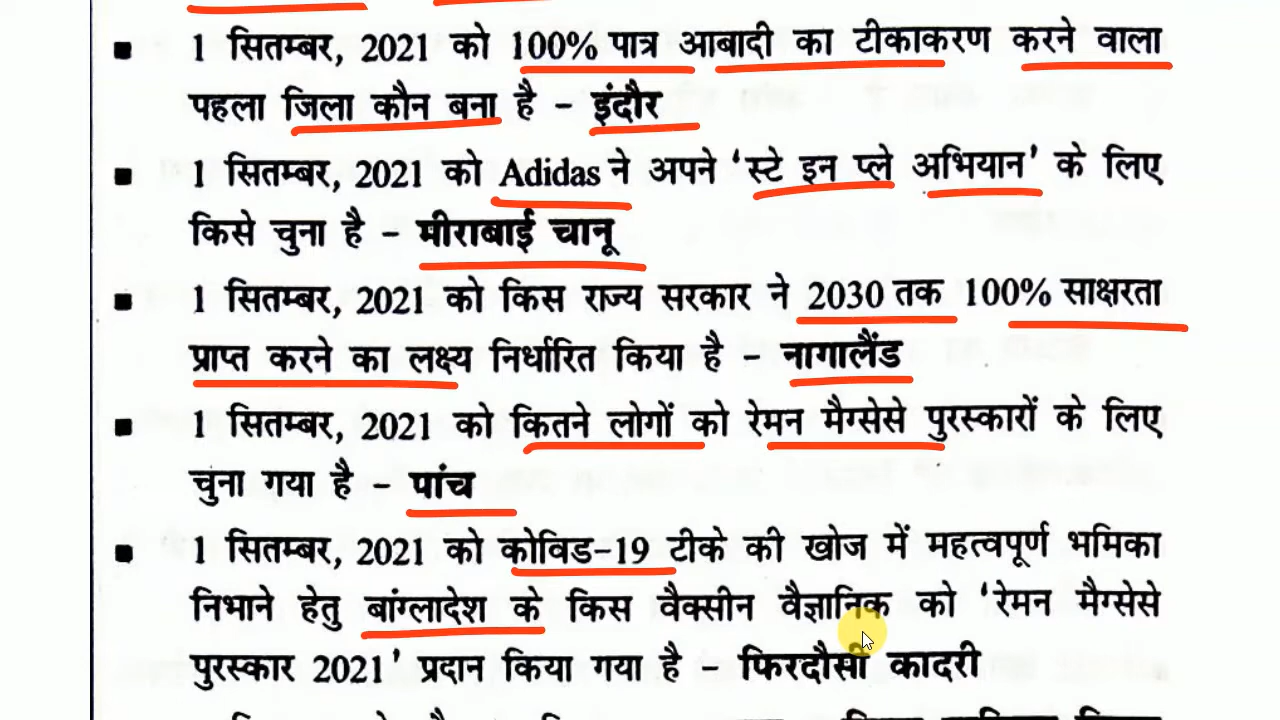 ▪ 1 सितम्बर, 2021 को 100% पात्र आबादी का टीकाकरण करने वाला
पहला जिला कौन बना है – इंदौर
▪ 1 सितम्बर, 2021 को Adidas ने अपने ‘स्टे इन प्ले अभियान’ के लिए
किसे चुना है – मीराबाई चानू
▪ 1 सितम्बर, 2021 को किस राज्य सरकार ने 2030 तक 100% साक्षरता
प्राप्त करने का लक्ष्य निर्धारित किया है – नागालैंड
▪ 1 सितम्बर, 2021 को कितने लोगों को रेमन मैग्सेसे पुरस्कारों के लिए
चुना गया है – पांच
▪ 1 सितम्बर, 2021 को कोविड-19 टीके की खोज में महत्वपूर्ण भमिका
निभाने हेतु बांग्लादेश के किस वैक्सीन वैज्ञानिक को ‘रेमन मैग्सेसे
पुरस्कार 2021’ प्रदान किया गया है – फिरदौसी कादरी